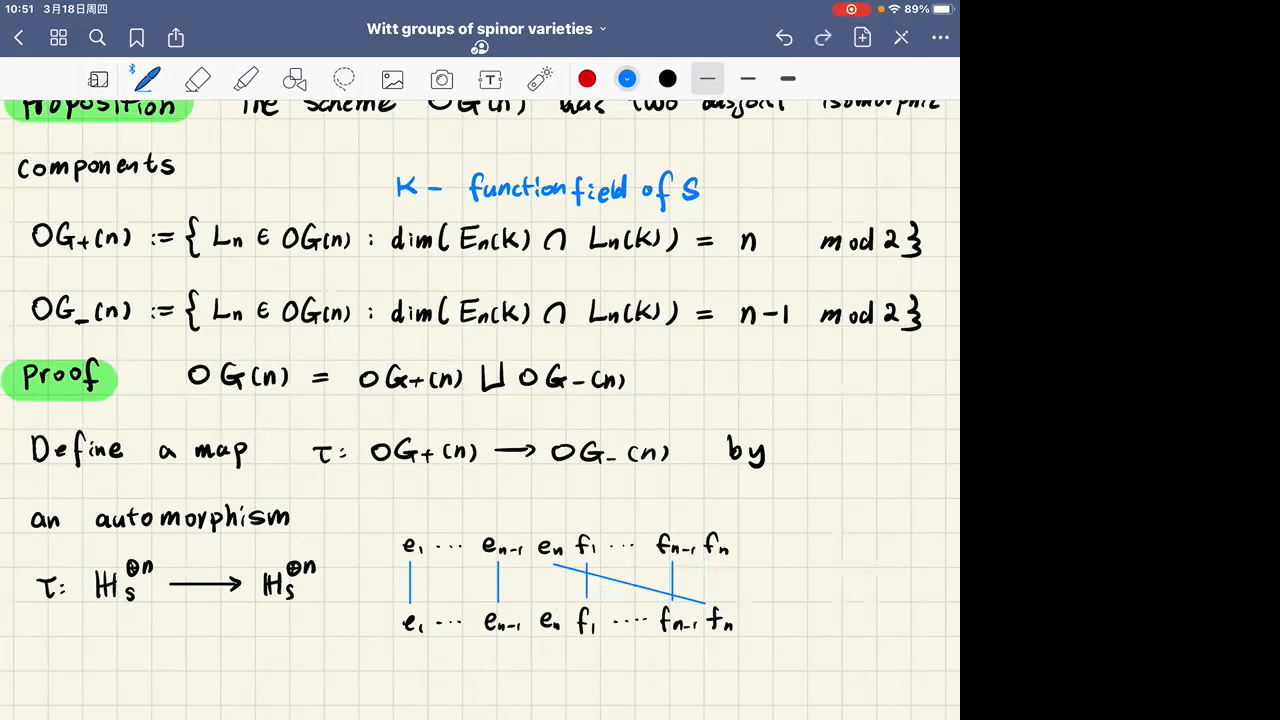 10:51 3月18日周四 89%
Witt groups of spinor varieties
Proposition The scheme OG(n) has two disjoint isomorphic
components
K - function field of S
OG₊(n) := { Lₙ ∈ OG(n) : dim( Eₙ(K) ∩ Lₙ(K) ) = n mod 2 }
OG₋(n) := { Lₙ ∈ OG(n) : dim( Eₙ(K) ∩ Lₙ(K) ) = n-1 mod 2 }
Proof OG(n) = OG₊(n) ⊔ OG₋(n)
Define a map τ: OG₊(n) → OG₋(n) by
an automorphism
e₁ ... eₙ₋₁ eₙ f₁ ... fₙ₋₁ fₙ
τ: ℍ_S^{⊕n} → ℍ_S^{⊕n}
e₁ ... eₙ₋₁ eₙ f₁ .... fₙ₋₁ fₙ